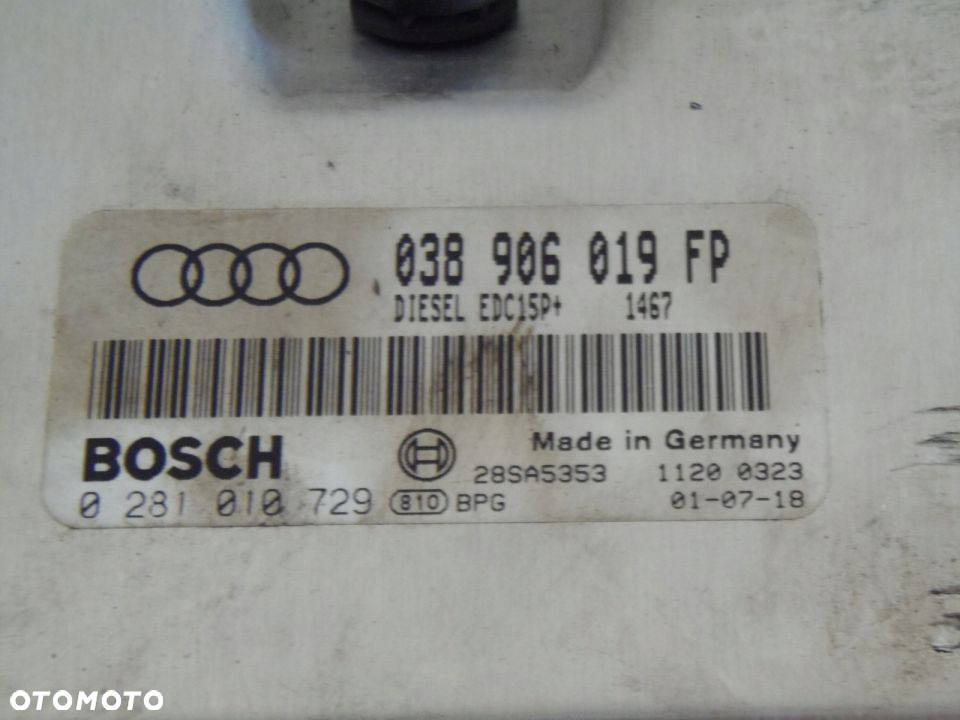 038 906 019 FP
DIESEL EDC15P+ 1467
BOSCH
Made in Germany
28SA5353 1120 0323
0 281 010 729 810 BPG 01-07-18
OTOMOTO